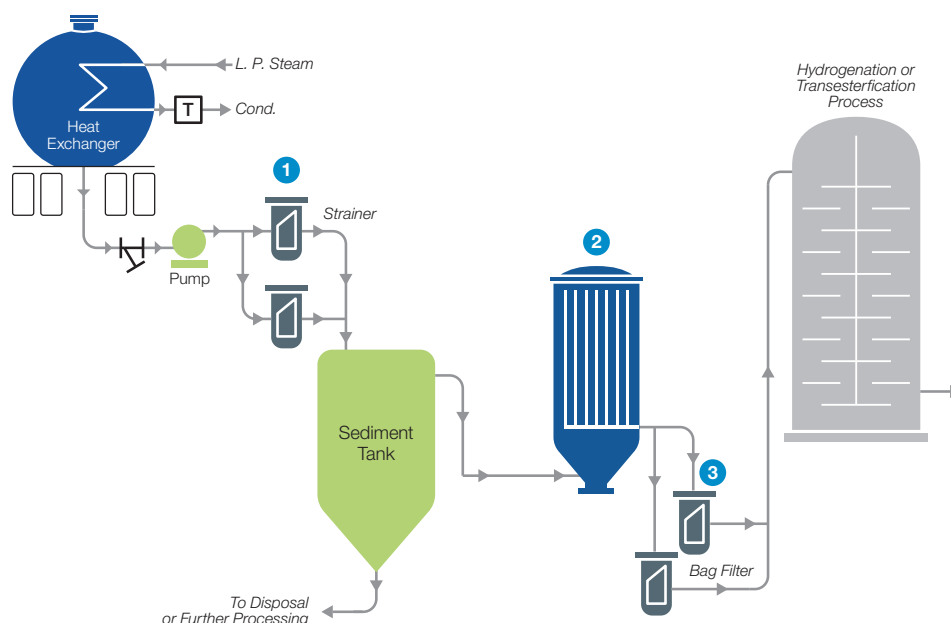 L. P. Steam
T
Cond.
Heat
Exchanger
Hydrogenation or
Transesterfication
Process
1
Strainer
2
Pump
Sediment
Tank
3
Bag Filter
To Disposal
or Further Processing